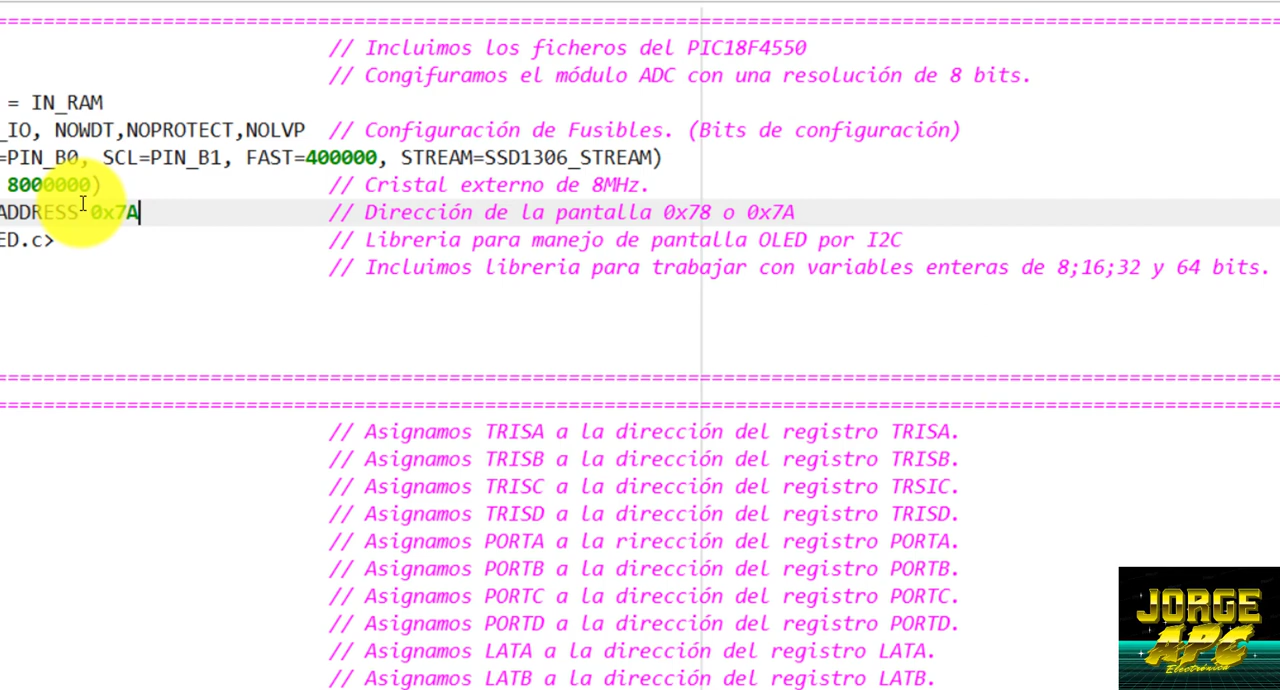 // Incluimos los ficheros del PIC18F4550
// Congifuramos el módulo ADC con una resolución de 8 bits.
= IN_RAM
_IO, NOWDT,NOPROTECT,NOLVP // Configuración de Fusibles. (Bits de configuración)
=PIN_B0, SCL=PIN_B1, FAST=400000, STREAM=SSD1306_STREAM)
8000000) // Cristal externo de 8MHz.
ADDRESS 0x7A // Dirección de la pantalla 0x78 o 0x7A
ED.c> // Libreria para manejo de pantalla OLED por I2C
// Incluimos libreria para trabajar con variables enteras de 8;16;32 y 64 bits.
// Asignamos TRISA a la dirección del registro TRISA.
// Asignamos TRISB a la dirección del registro TRISB.
// Asignamos TRISC a la dirección del registro TRSIC.
// Asignamos TRISD a la dirección del registro TRISD.
// Asignamos PORTA a la rirección del registro PORTA.
// Asignamos PORTB a la dirección del registro PORTB.
// Asignamos PORTC a la dirección del registro PORTC.
// Asignamos PORTD a la dirección del registro PORTD.
// Asignamos LATA a la dirección del registro LATA.
// Asignamos LATB a la dirección del registro LATB.
JORGE
APC
Electrónica